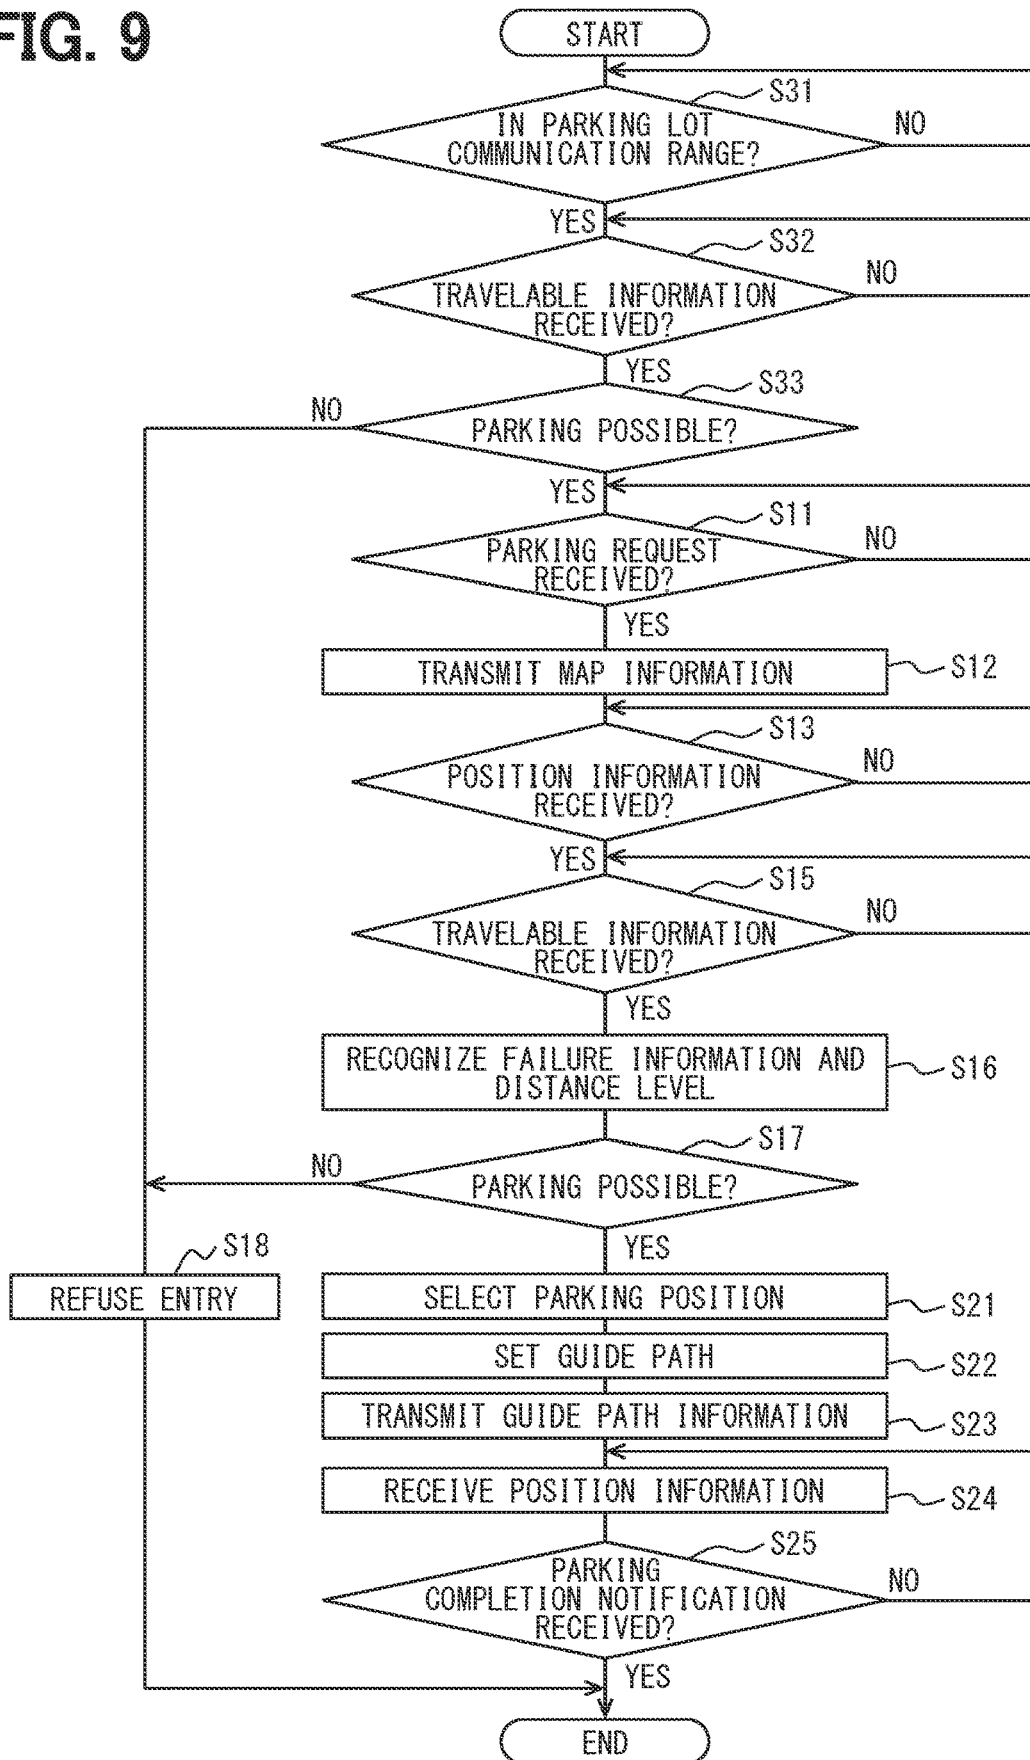 FIG. 9
START
S31
IN PARKING LOT
COMMUNICATION RANGE?
NO
YES
S32
TRAVELABLE INFORMATION
RECEIVED?
NO
YES
S33
NO
PARKING POSSIBLE?
YES
S11
PARKING REQUEST
RECEIVED?
NO
YES
TRANSMIT MAP INFORMATION
S12
S13
POSITION INFORMATION
RECEIVED?
NO
YES
S15
TRAVELABLE INFORMATION
RECEIVED?
NO
YES
RECOGNIZE FAILURE INFORMATION AND
DISTANCE LEVEL
S16
S17
NO
PARKING POSSIBLE?
YES
S18
REFUSE ENTRY
SELECT PARKING POSITION
S21
SET GUIDE PATH
S22
TRANSMIT GUIDE PATH INFORMATION
S23
RECEIVE POSITION INFORMATION
S24
S25
PARKING
COMPLETION NOTIFICATION
RECEIVED?
NO
YES
END